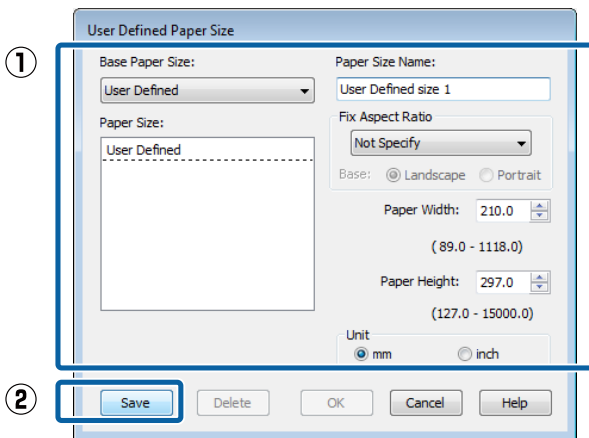 User Defined Paper Size
①
Base Paper Size:
User Defined
Paper Size:
User Defined
Paper Size Name:
User Defined size 1
Fix Aspect Ratio
Not Specify
Base: Landscape Portrait
Paper Width: 210.0
( 89.0 - 1118.0)
Paper Height: 297.0
(127.0 - 15000.0)
Unit
mm inch
②
Save Delete OK Cancel Help